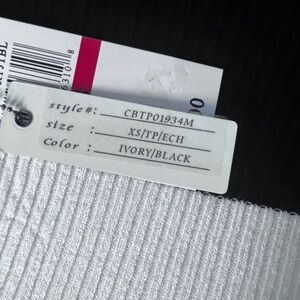 style#: CBTP01934M
size : XS/TP/ECH
Color : IVORY/BLACK